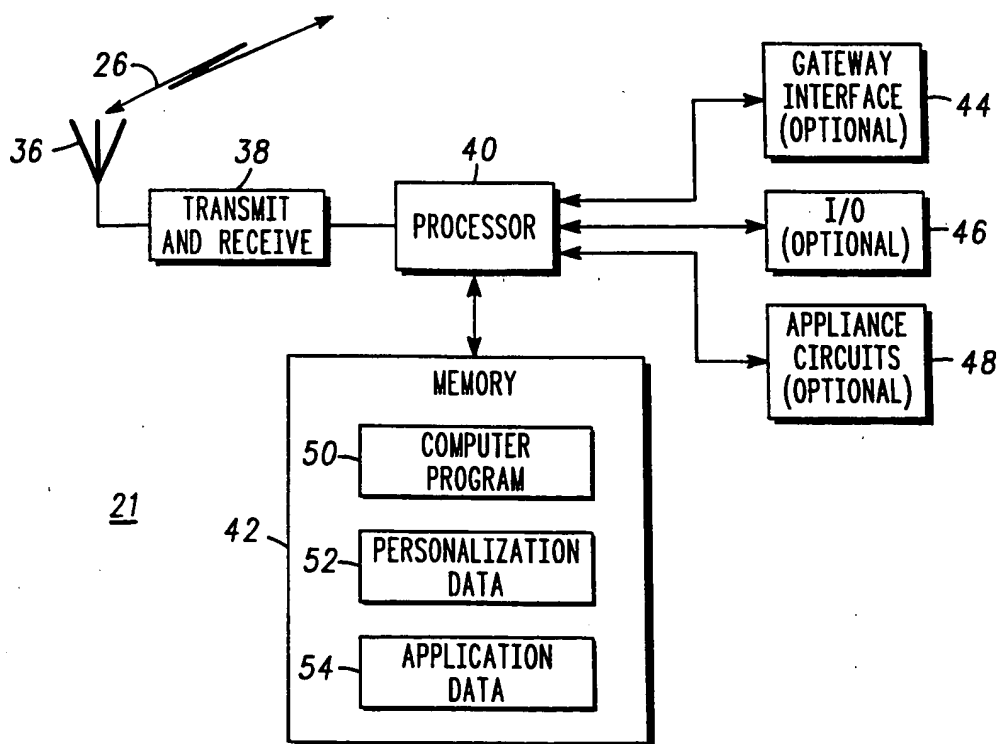 26
36
38
TRANSMIT
AND RECEIVE
40
PROCESSOR
GATEWAY
INTERFACE
(OPTIONAL)
44
I/O
(OPTIONAL)
46
APPLIANCE
CIRCUITS
(OPTIONAL)
48
MEMORY
50
COMPUTER
PROGRAM
21
42
52
PERSONALIZATION
DATA
54
APPLICATION
DATA